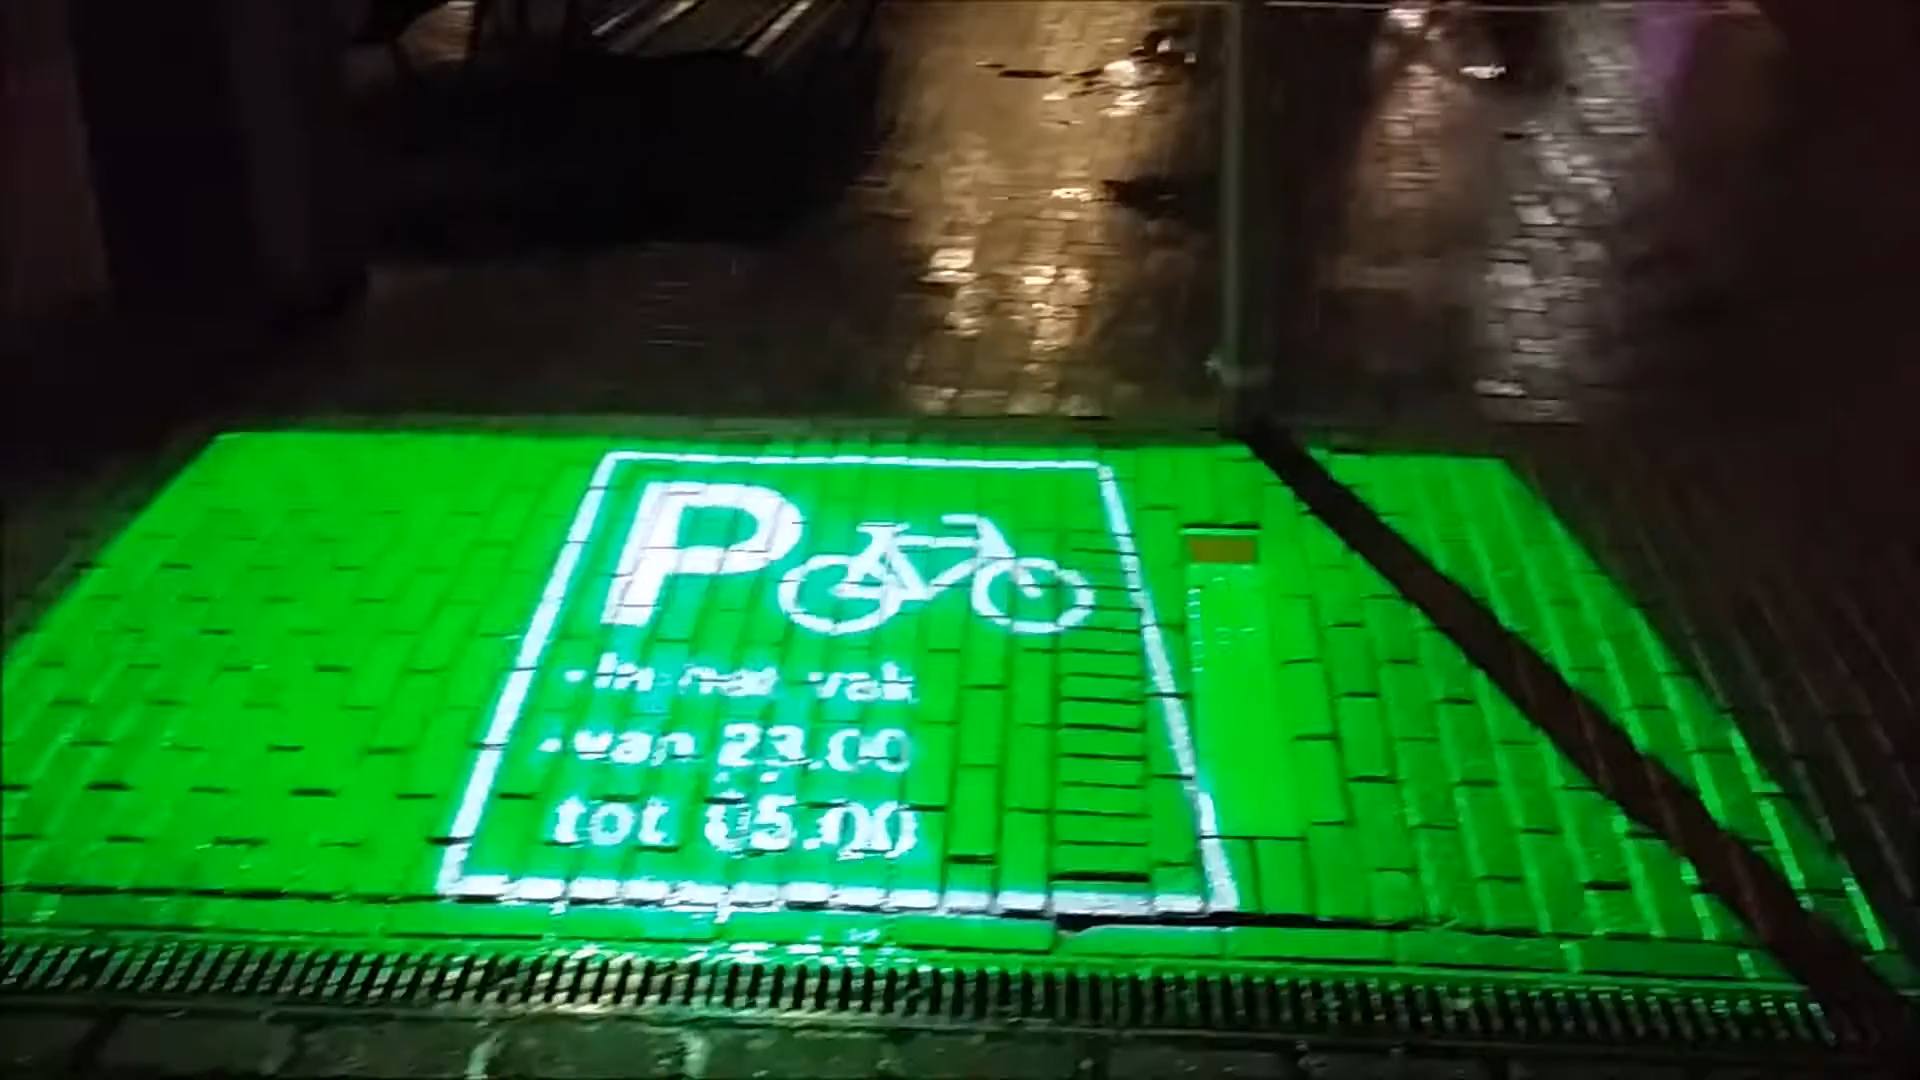 P
- In het vak
- van 23.00
tot 05.00